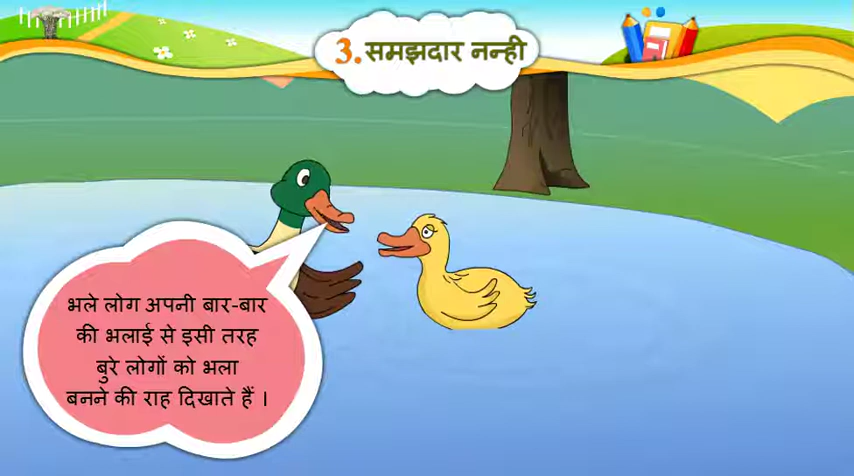 3. समझदार नन्ही
भले लोग अपनी बार-बार
की भलाई से इसी तरह
बुरे लोगों को भला
बनने की राह दिखाते हैं ।